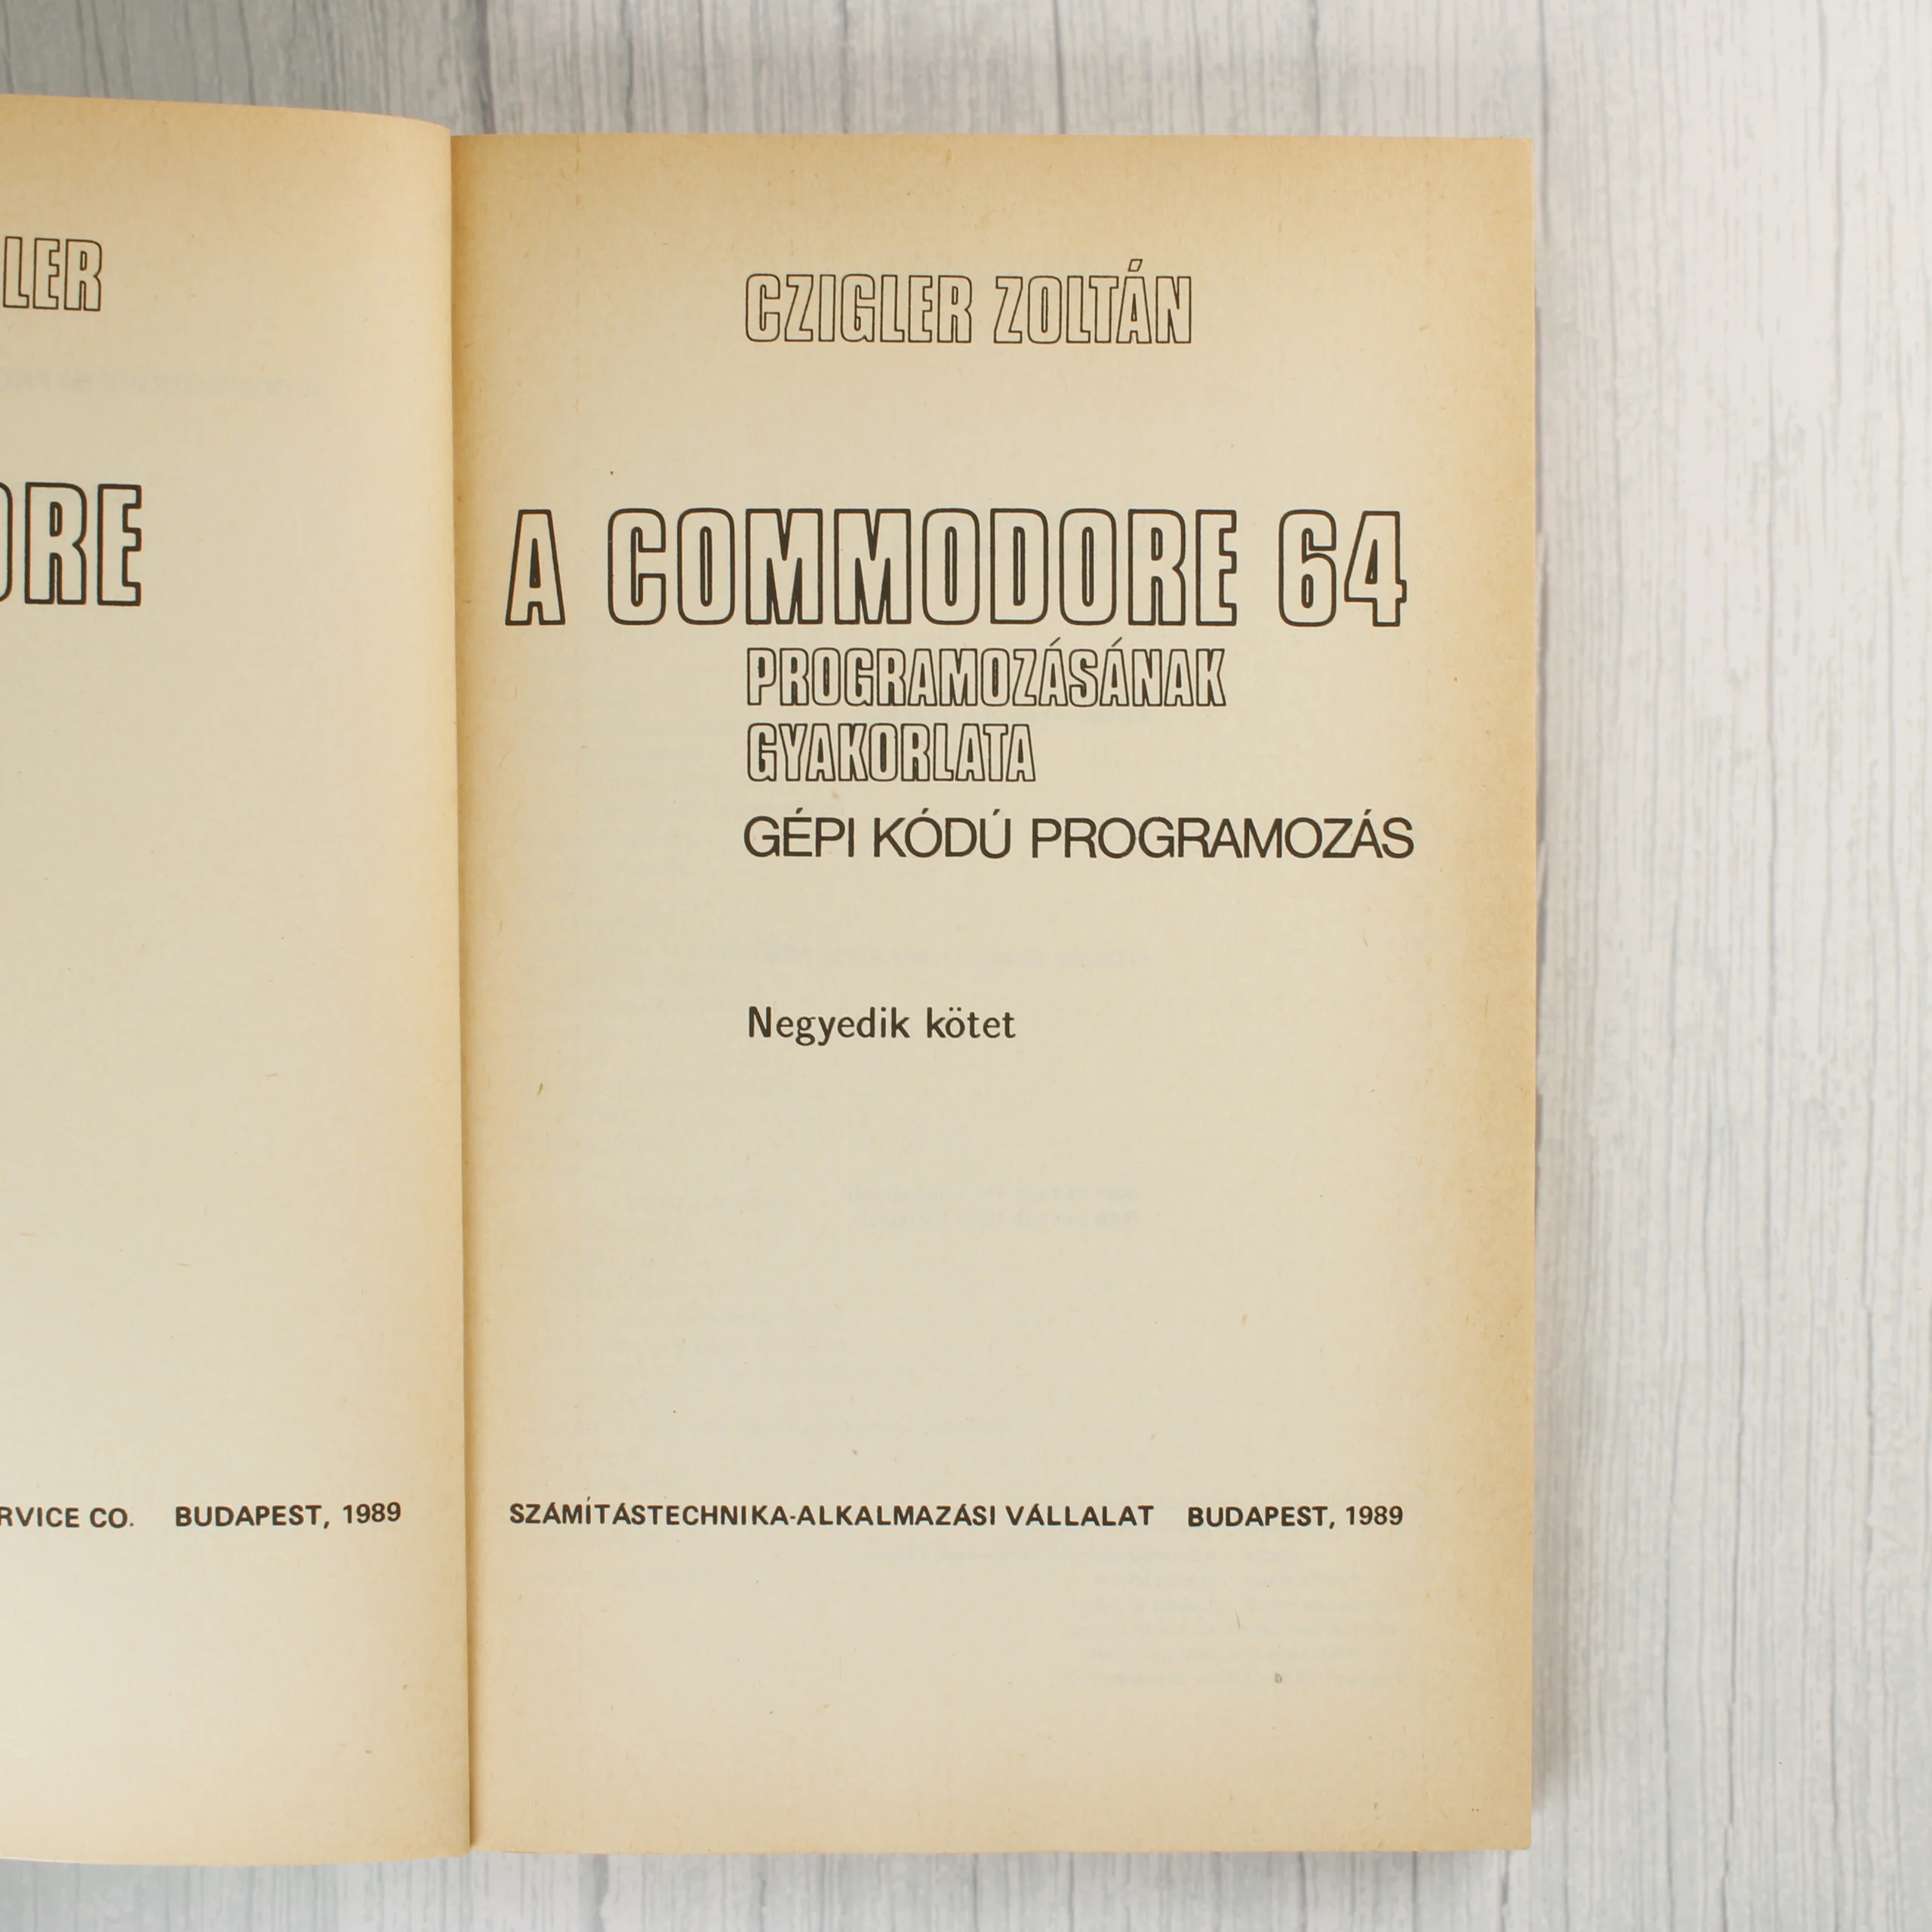 LER
ORE
RVICE CO. BUDAPEST, 1989
CZIGLER ZOLTÁN
A COMMODORE 64
PROGRAMOZÁSÁNAK
GYAKORLATA
GÉPI KÓDÚ PROGRAMOZÁS
Negyedik kötet
SZÁMÍTÁSTECHNIKA-ALKALMAZÁSI VÁLLALAT BUDAPEST, 1989